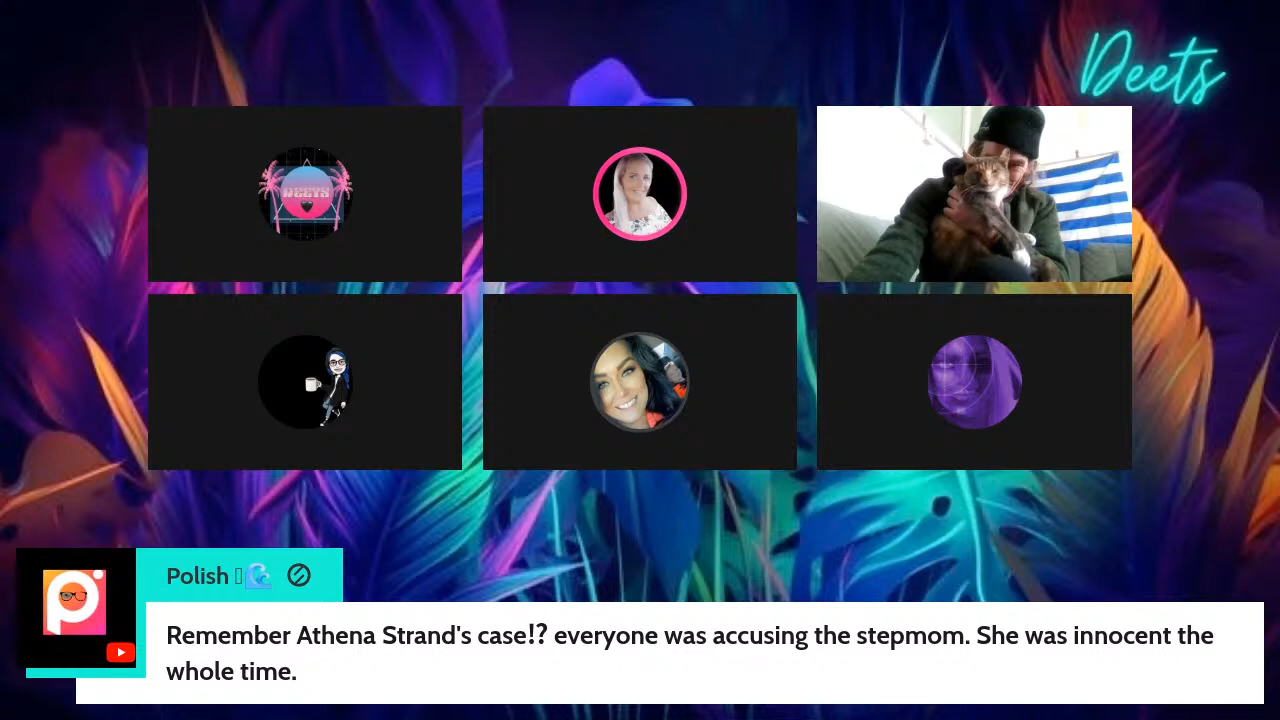 Deets
Polish
Remember Athena Strand's case!? everyone was accusing the stepmom. She was innocent the
whole time.